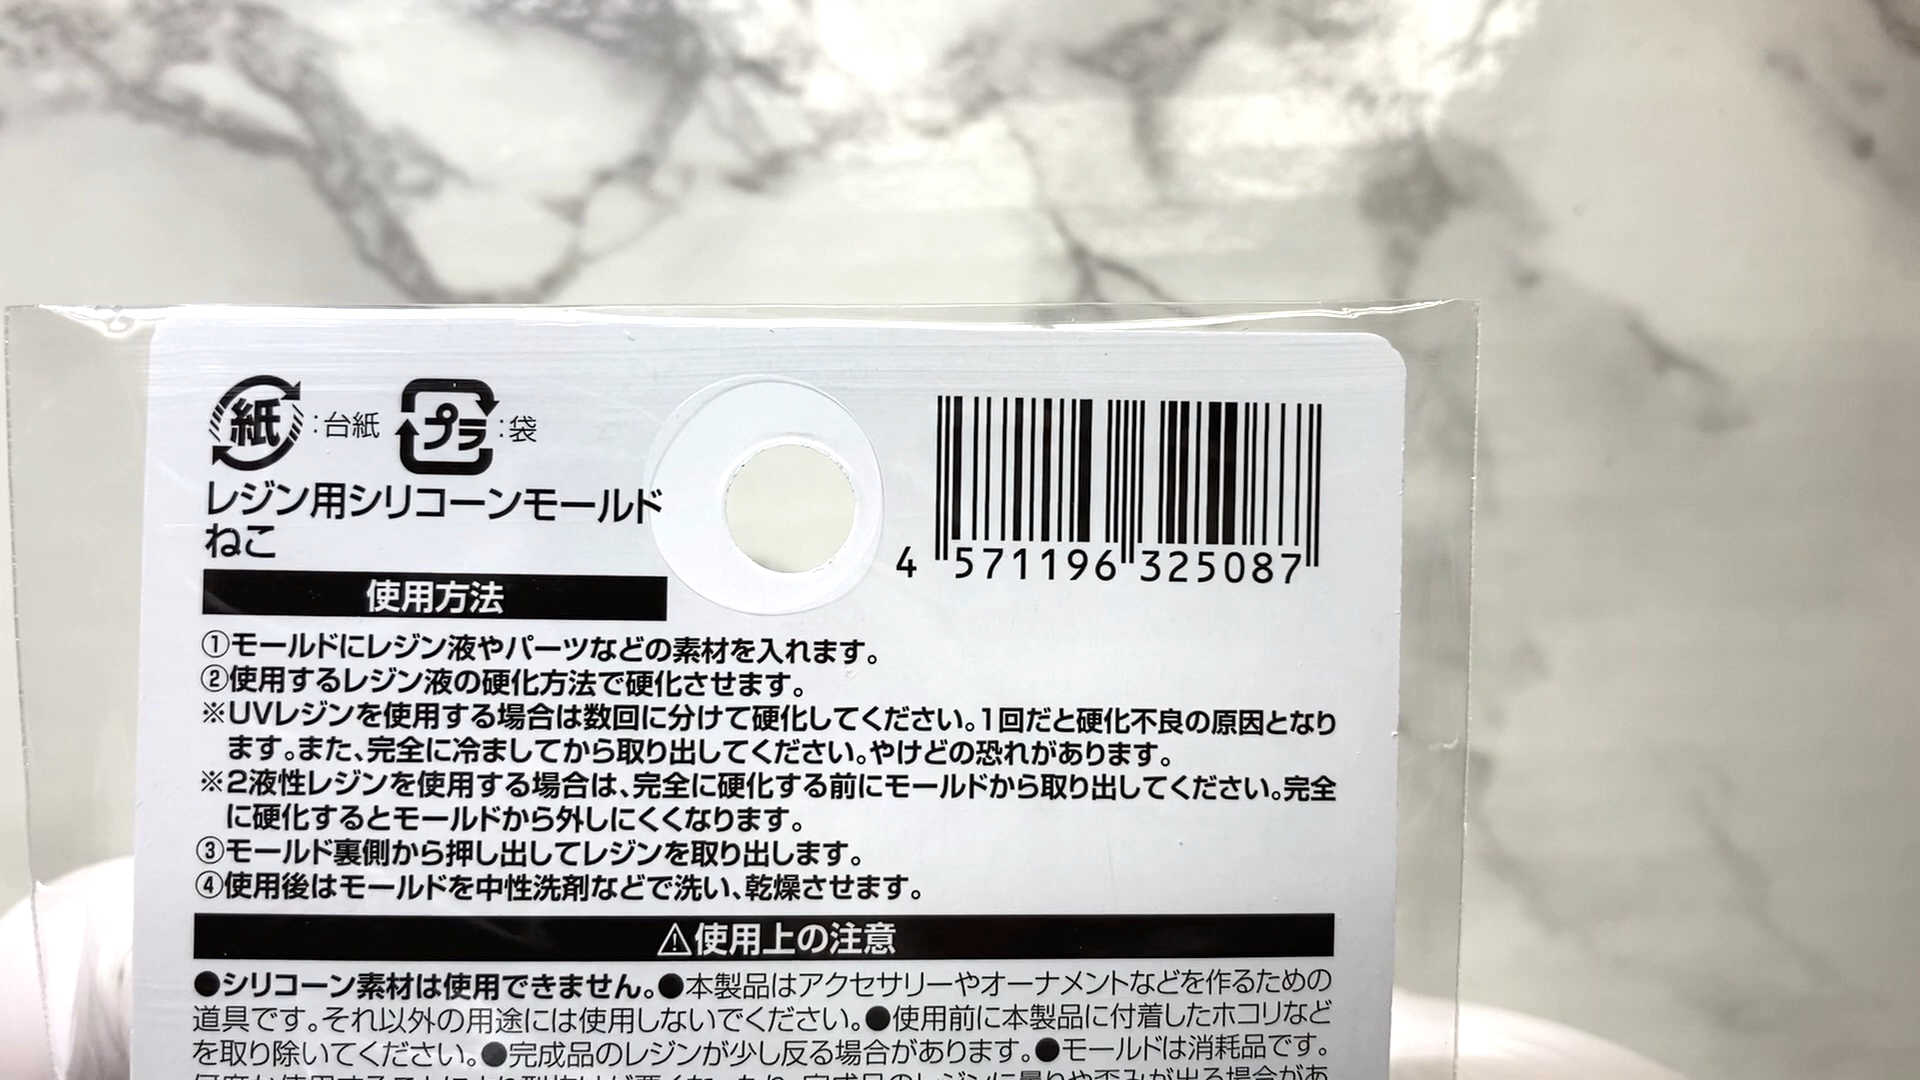 紙:台紙 プラ:袋
レジン用シリコーンモールド
ねこ
4 571196 325087
使用方法
①モールドにレジン液やパーツなどの素材を入れます。
②使用するレジン液の硬化方法で硬化させます。
※UVレジンを使用する場合は数回に分けて硬化してください。1回だと硬化不良の原因となり
ます。また、完全に冷ましてから取り出してください。やけどの恐れがあります。
※2液性レジンを使用する場合は、完全に硬化する前にモールドから取り出してください。完全
に硬化するとモールドから外しにくくなります。
③モールド裏側から押し出してレジンを取り出します。
④使用後はモールドを中性洗剤などで洗い、乾燥させます。
⚠使用上の注意
●シリコーン素材は使用できません。●本製品はアクセサリーやオーナメントなどを作るための
道具です。それ以外の用途には使用しないでください。●使用前に本製品に付着したホコリなど
を取り除いてください。●完成品のレジンが少し反る場合があります。●モールドは消耗品です。